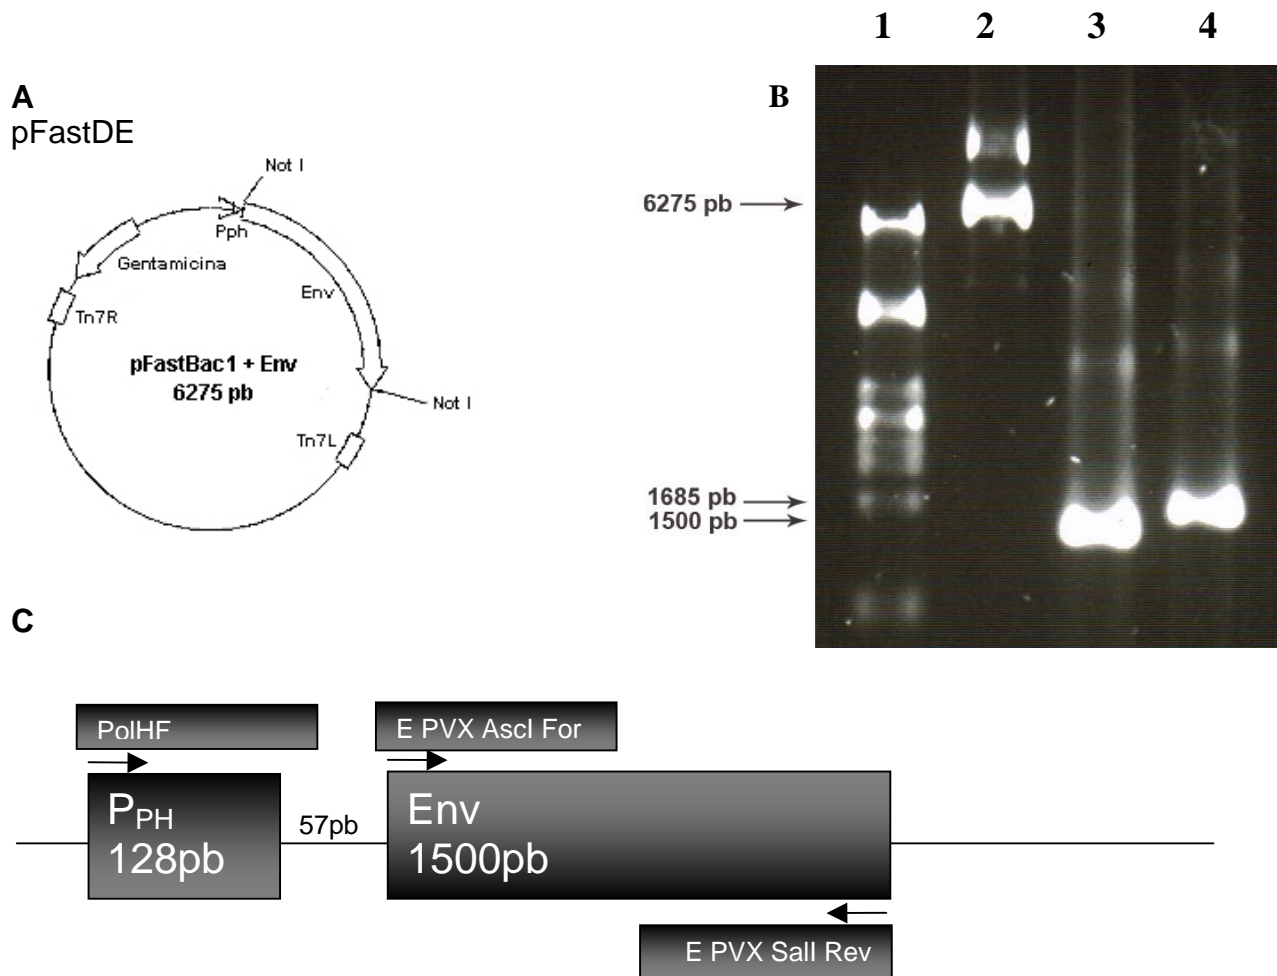 A
pFastDE
Not I
Pph
Gentamicina
Env
Tn7R
pFastBac1 + Env
6275 pb
Not I
Tn7L
B
1 2 3 4
6275 pb
1685 pb
1500 pb
C
PolHF
E PVX AscI For
PPH
128pb
57pb
Env
1500pb
E PVX SalI Rev